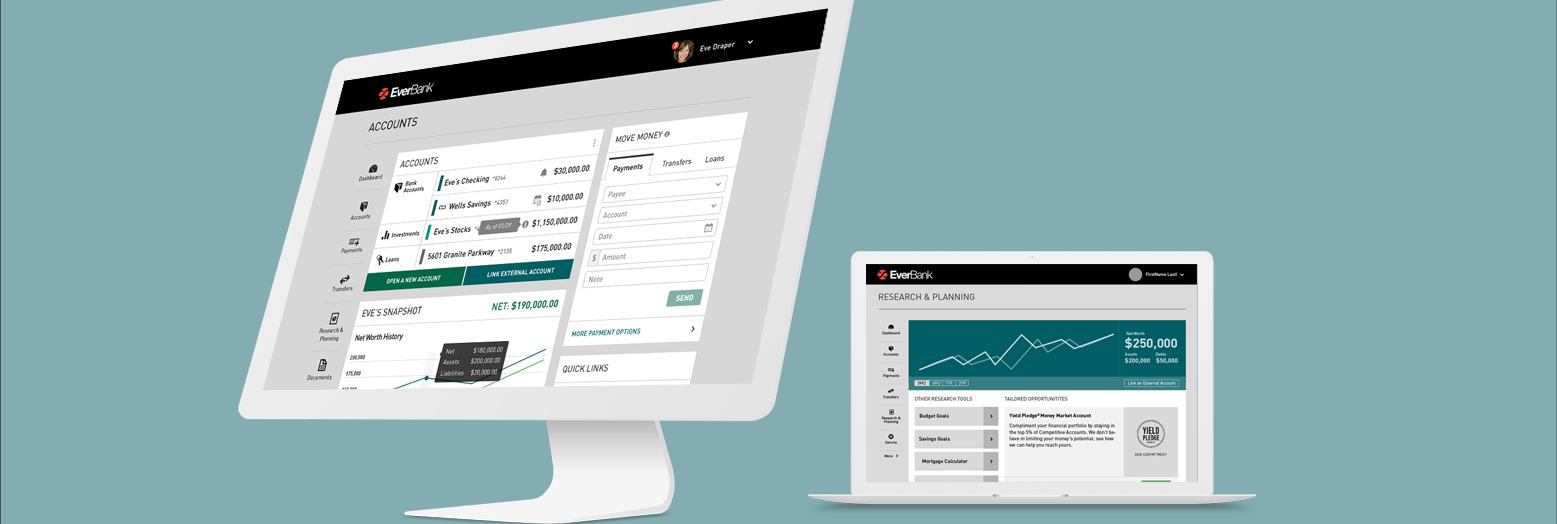 EverBank
3
Eve Draper
ACCOUNTS
Dashboard
Accounts
Payments
Transfers
Research &
Planning
Documents
ACCOUNTS
Bank
Accounts
Eve's Checking *8244
$30,000.00
Wells Savings *4351
$10,000.00
Investments
Eve's Stocks
As of 01/29
$1,150,000.00
Loans
5601 Granite Parkway *2135
$175,000.00
OPEN A NEW ACCOUNT
LINK EXTERNAL ACCOUNT
EVE'S SNAPSHOT
NET: $190,000.00
Net Worth History
200,000
175,000
Net $180,000.00
Assets $200,000.00
Liabilities $20,000.00
MOVE MONEY
Payments Transfers Loans
Payee
Account
Date
$ Amount
Note
SEND
MORE PAYMENT OPTIONS
QUICK LINKS
EverBank
FirstName Last
RESEARCH & PLANNING
Dashboard
Accounts
Payments
Transfers
Research &
Planning
Service
More
Net Worth
$250,000
Assets Debts
$200,000 $50,000
3MO 6MO 1YR 3YR
Link an External Account
OTHER RESEARCH TOOLS
Budget Goals
Savings Goals
Mortgage Calculator
TAILORED OPPORTUNITITES
Yield Pledge® Money Market Account
Compliment your financial portfolio by staying in
the top 5% of Competitive Accounts. We don't be-
lieve in limiting your money's potential, see how
we can help you reach yours.
YIELD
PLEDGE
OUR COMMITMENT